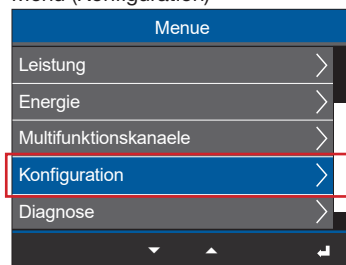 Menü (Konfiguration)
Menue
Leistung
Energie
Multifunktionskanaele
Konfiguration
Diagnose